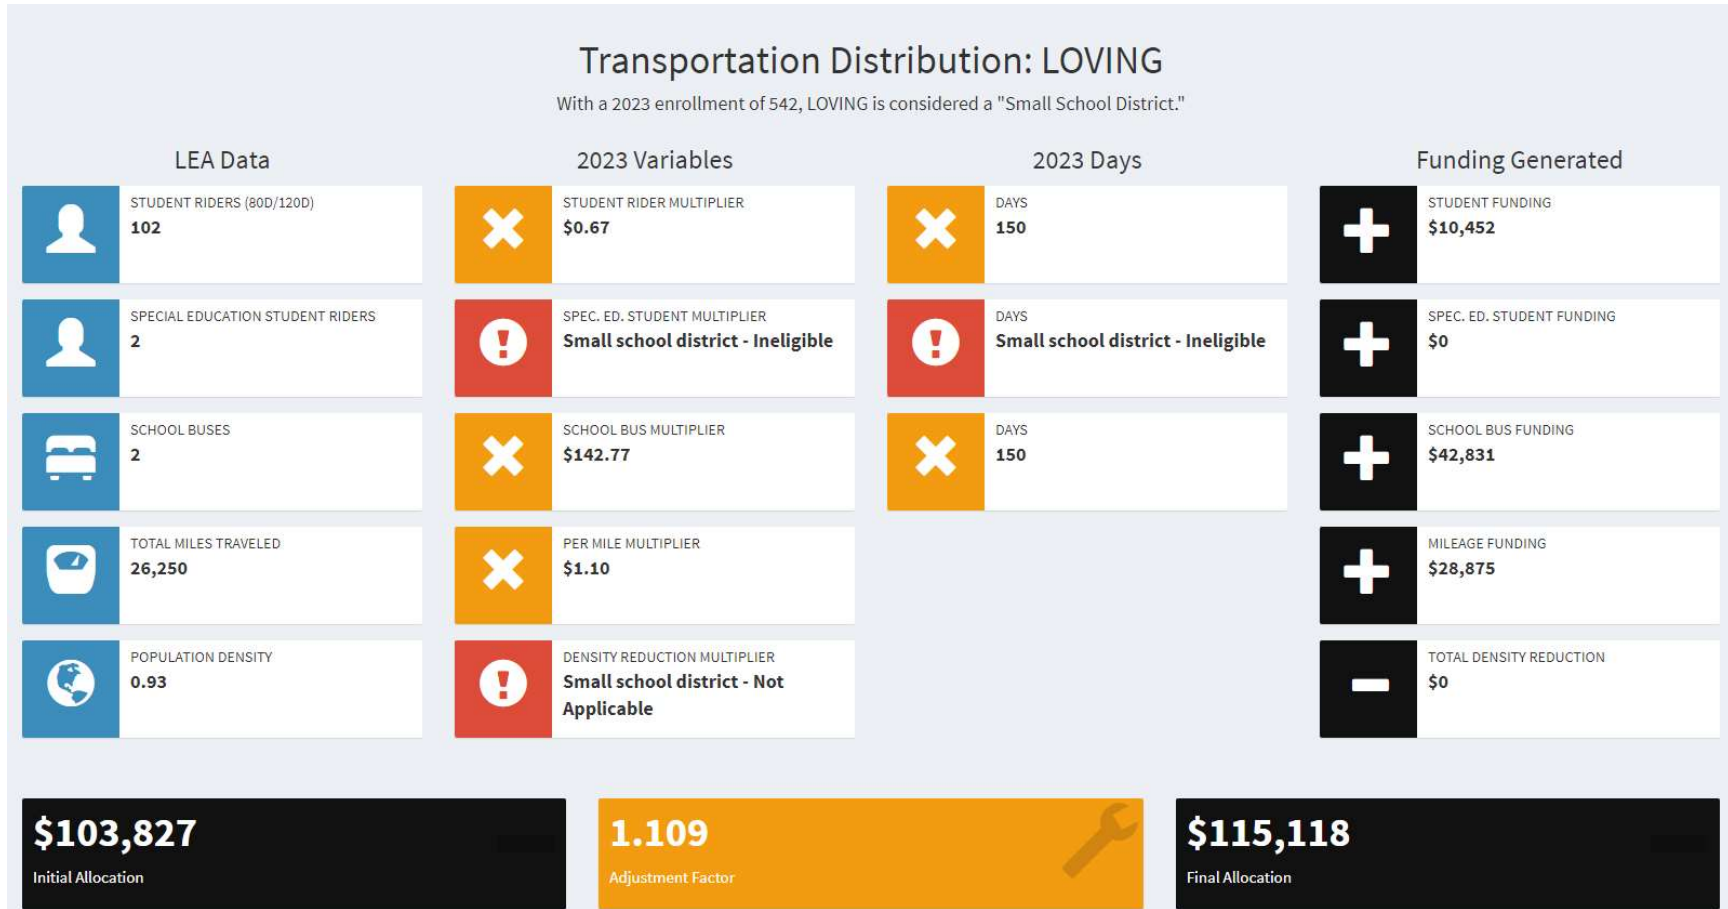 Transportation Distribution: LOVING
With a 2023 enrollment of 542, LOVING is considered a "Small School District."
LEA Data
2023 Variables
2023 Days
Funding Generated
STUDENT RIDERS (80D/120D)
102
STUDENT RIDER MULTIPLIER
$0.67
DAYS
150
STUDENT FUNDING
$10,452
SPECIAL EDUCATION STUDENT RIDERS
2
SPEC. ED. STUDENT MULTIPLIER
Small school district - Ineligible
DAYS
Small school district - Ineligible
SPEC. ED. STUDENT FUNDING
$0
SCHOOL BUSES
2
SCHOOL BUS MULTIPLIER
$142.77
DAYS
150
SCHOOL BUS FUNDING
$42,831
TOTAL MILES TRAVELED
26,250
PER MILE MULTIPLIER
$1.10
MILEAGE FUNDING
$28,875
POPULATION DENSITY
0.93
DENSITY REDUCTION MULTIPLIER
Small school district - Not
Applicable
TOTAL DENSITY REDUCTION
$0
$103,827
Initial Allocation
1.109
Adjustment Factor
$115,118
Final Allocation